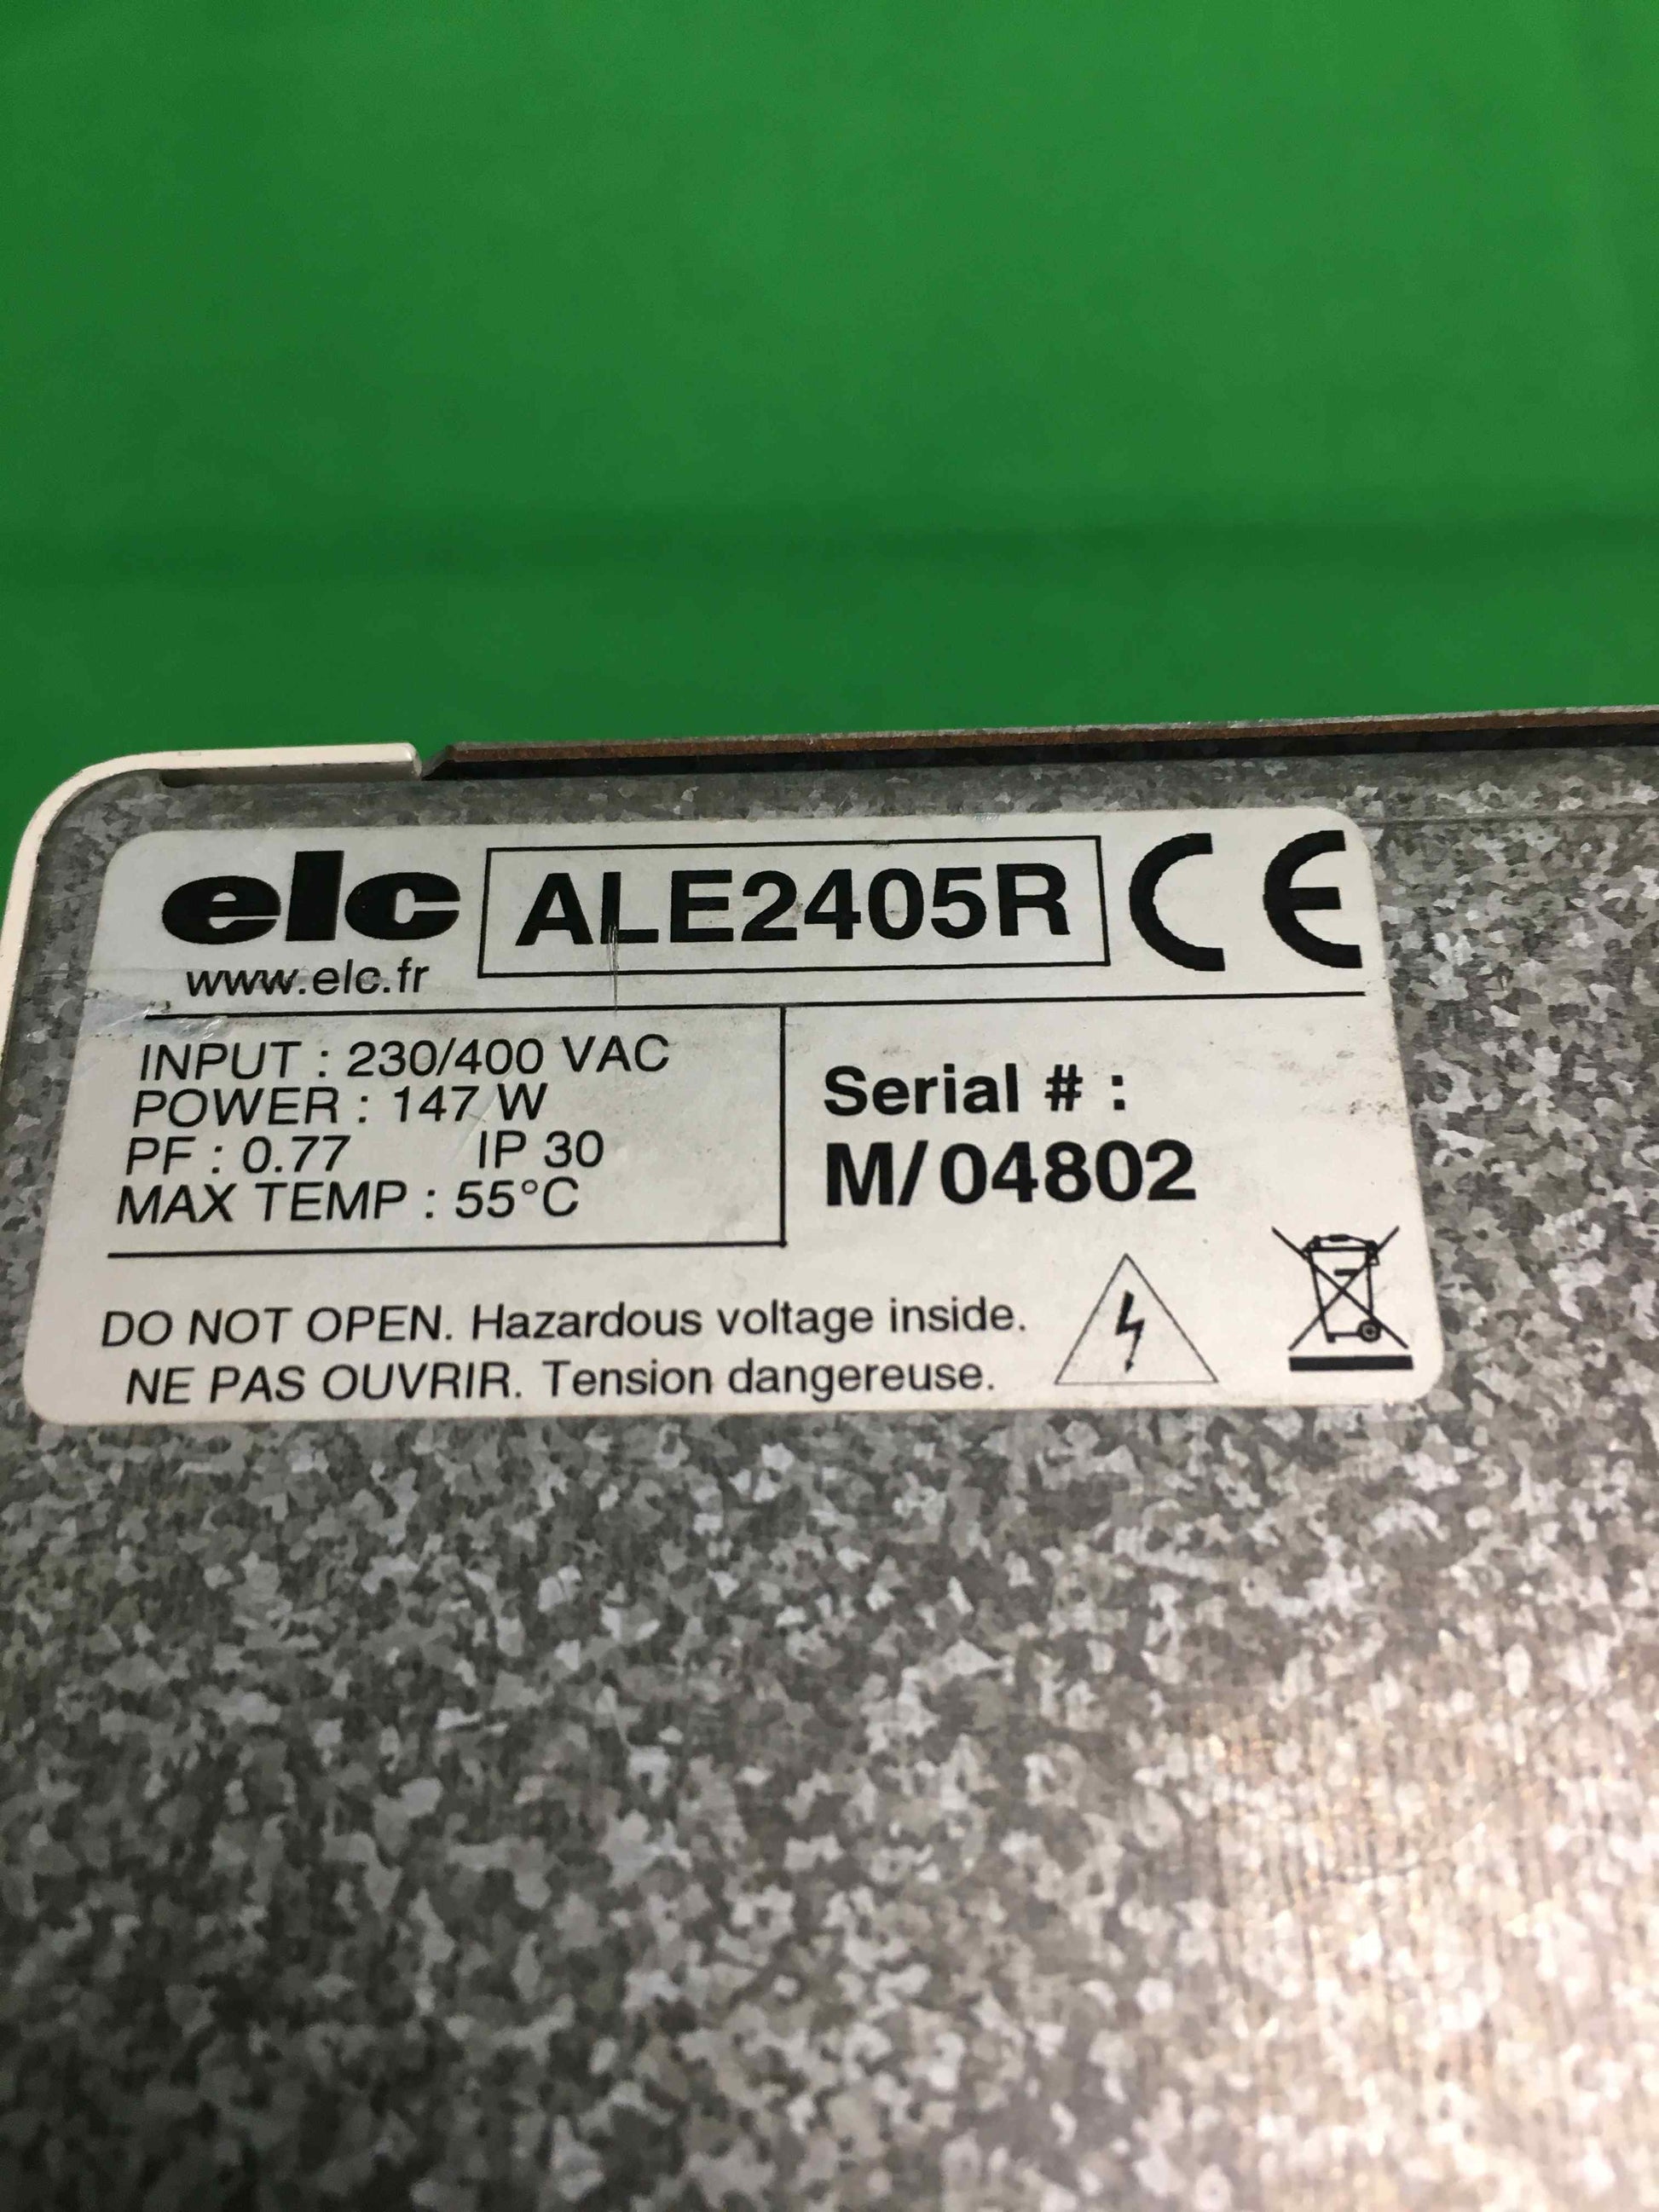 elc ALE2405R CE
www.elc.fr
INPUT : 230/400 VAC
POWER : 147 W
PF : 0.77 IP 30
MAX TEMP : 55°C
Serial # :
M/04802
DO NOT OPEN. Hazardous voltage inside.
NE PAS OUVRIR. Tension dangereuse.